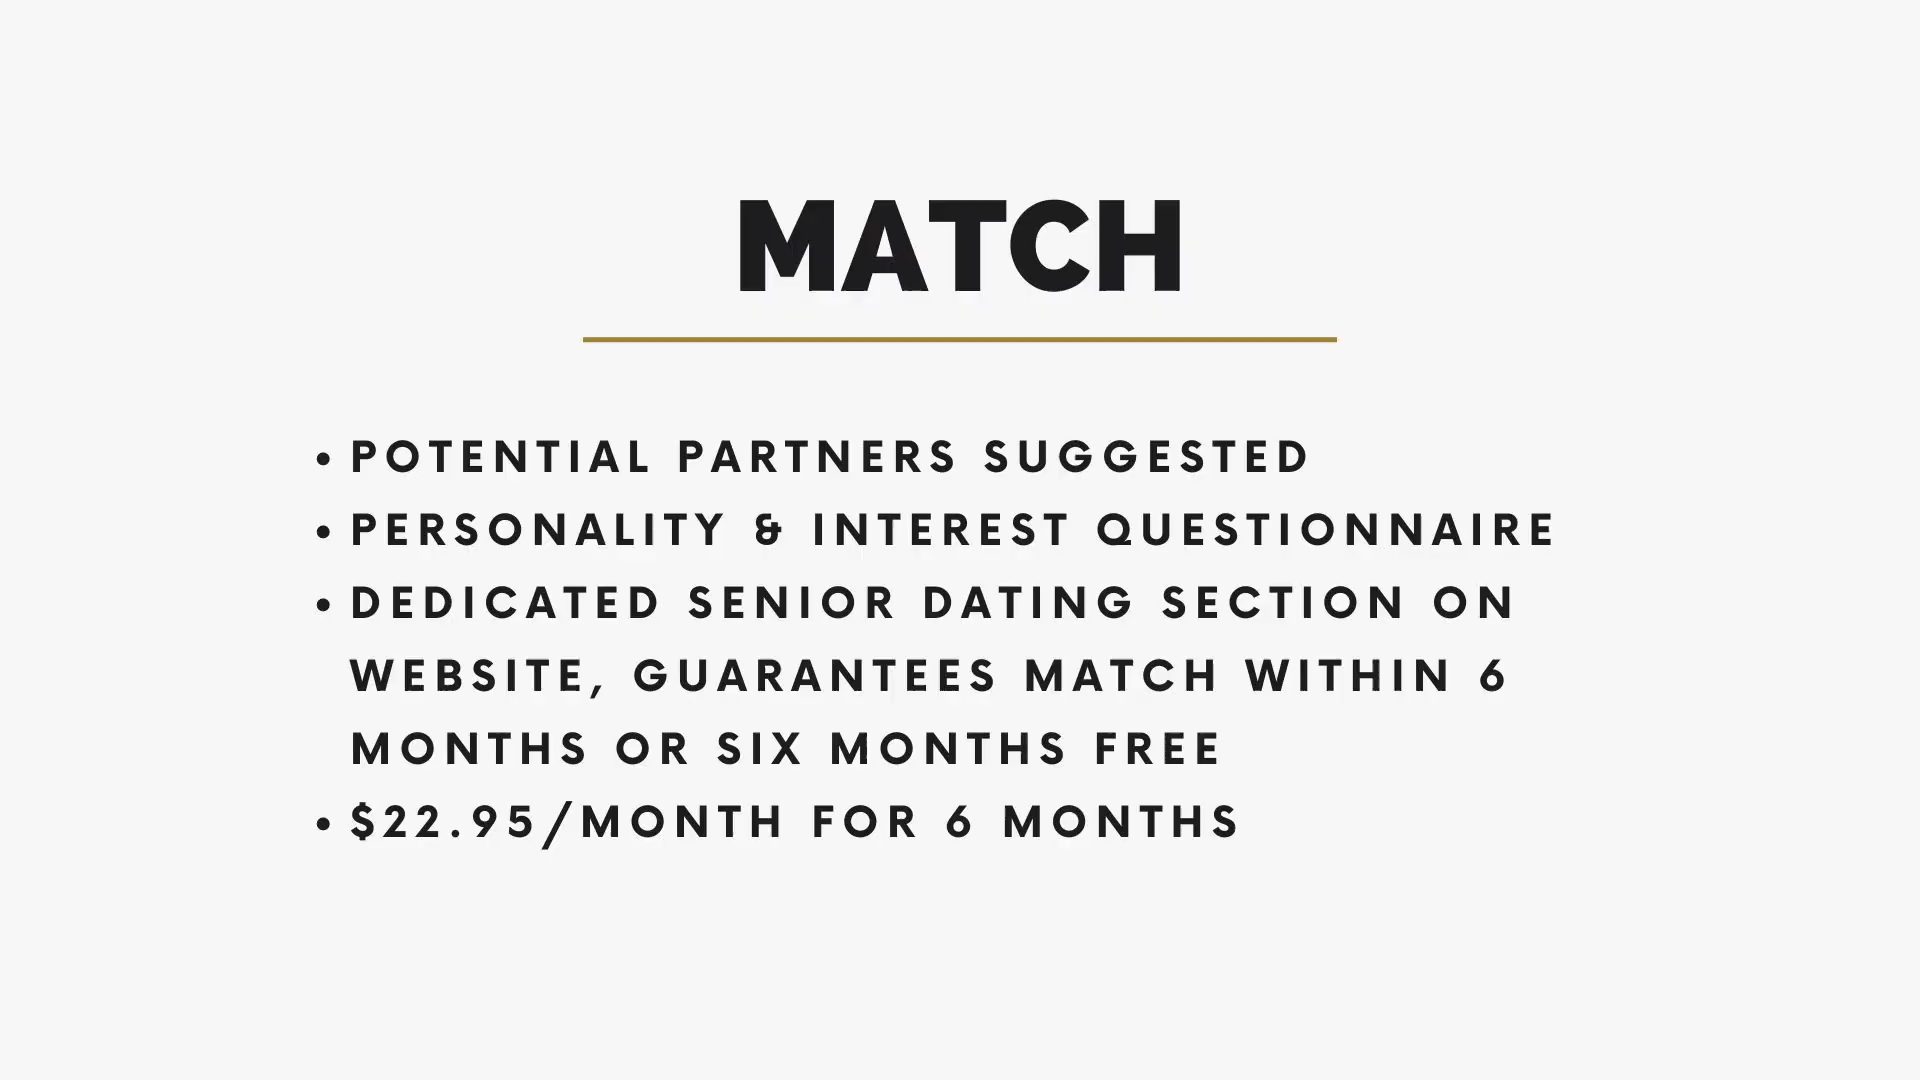 MATCH
• POTENTIAL PARTNERS SUGGESTED
• PERSONALITY & INTEREST QUESTIONNAIRE
• DEDICATED SENIOR DATING SECTION ON
WEBSITE, GUARANTEES MATCH WITHIN 6
MONTHS OR SIX MONTHS FREE
• $22.95/MONTH FOR 6 MONTHS